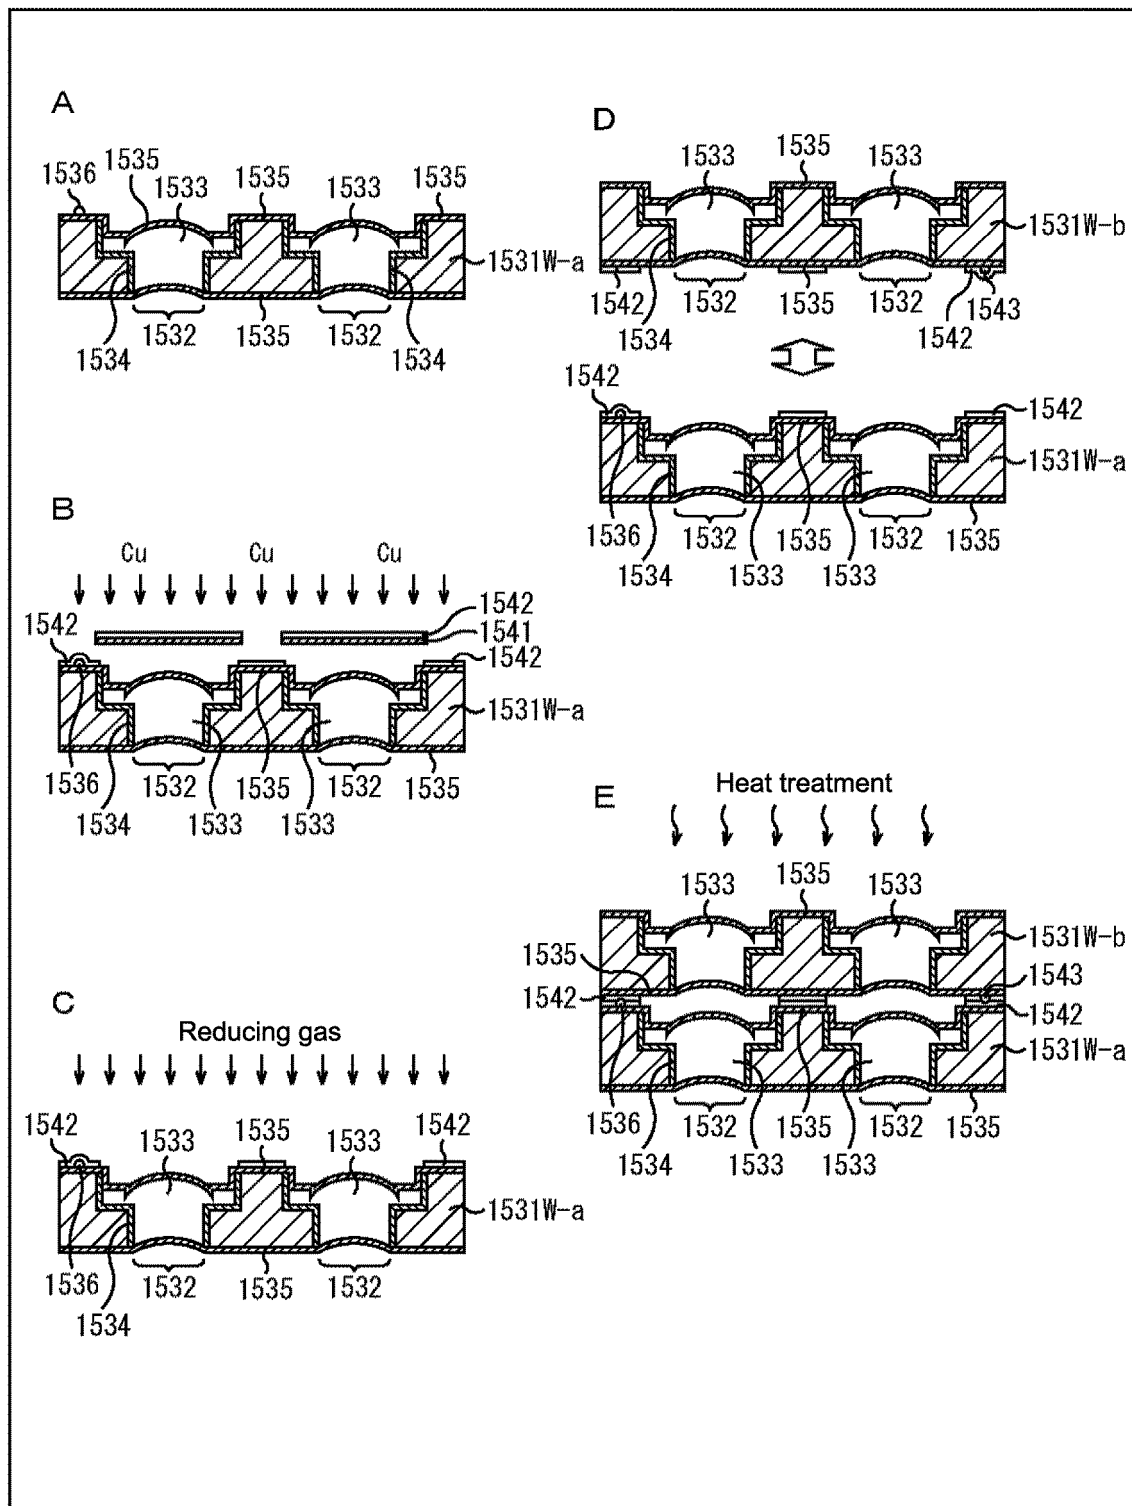 A
1536 1535 1533 1535 1533 1535
1531W-a
1534 1532 1535 1532 1534
B
Cu Cu Cu
1542 1542
1541
1542
1531W-a
1536 1532 1535 1532 1535
1534 1533 1533
C
Reducing gas
1542 1533 1535 1533 1542
1531W-a
1536 1532 1535 1532
1534
D
1533 1535 1533
1531W-b
1542 1532 1535 1532 1543
1534 1542
1542 1542
1531W-a
1536 1532 1535 1532 1535
1534 1533 1533
E
Heat treatment
1533 1535 1533
1531W-b
1535 1543
1542 1542
1531W-a
1536 1532 1535 1532 1535
1534 1533 1533